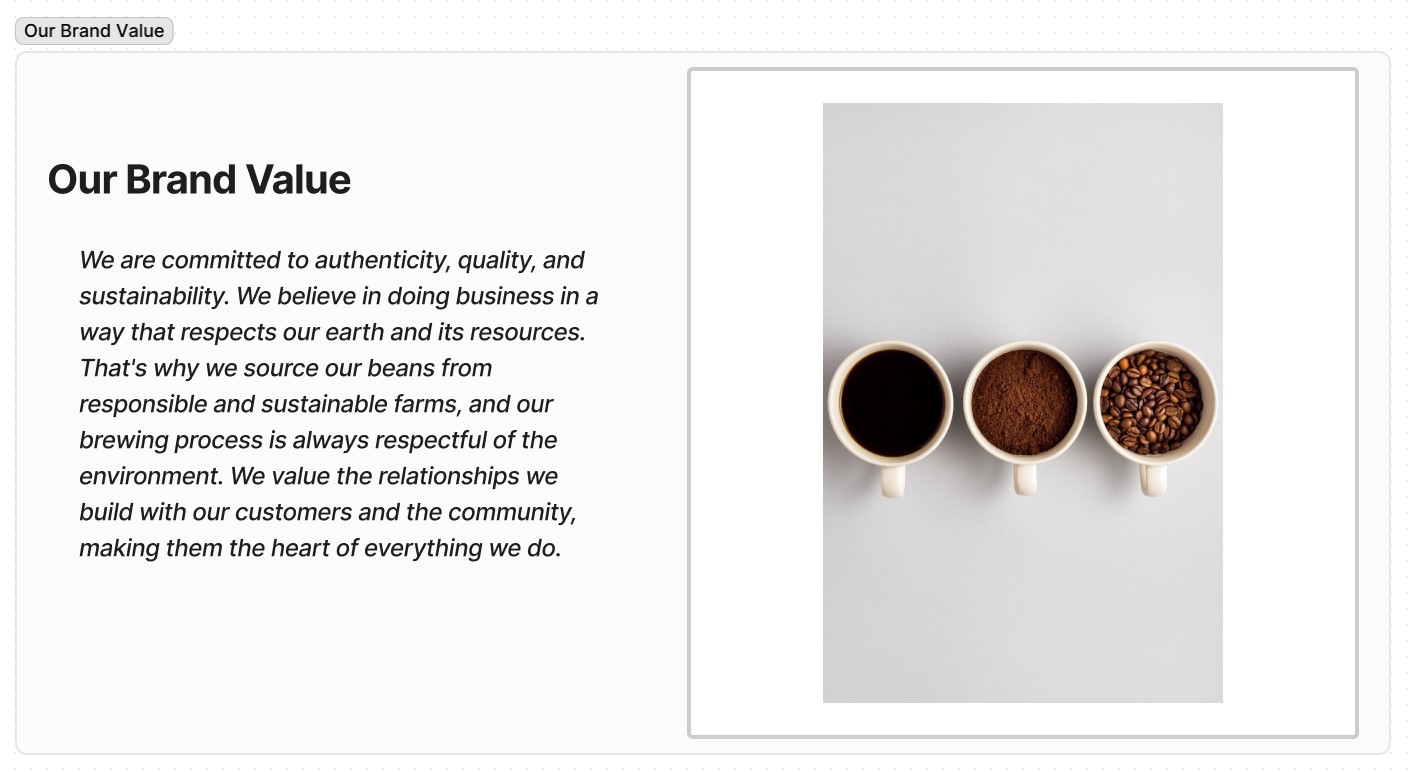 Our Brand Value
Our Brand Value
We are committed to authenticity, quality, and
sustainability. We believe in doing business in a
way that respects our earth and its resources.
That's why we source our beans from
responsible and sustainable farms, and our
brewing process is always respectful of the
environment. We value the relationships we
build with our customers and the community,
making them the heart of everything we do.